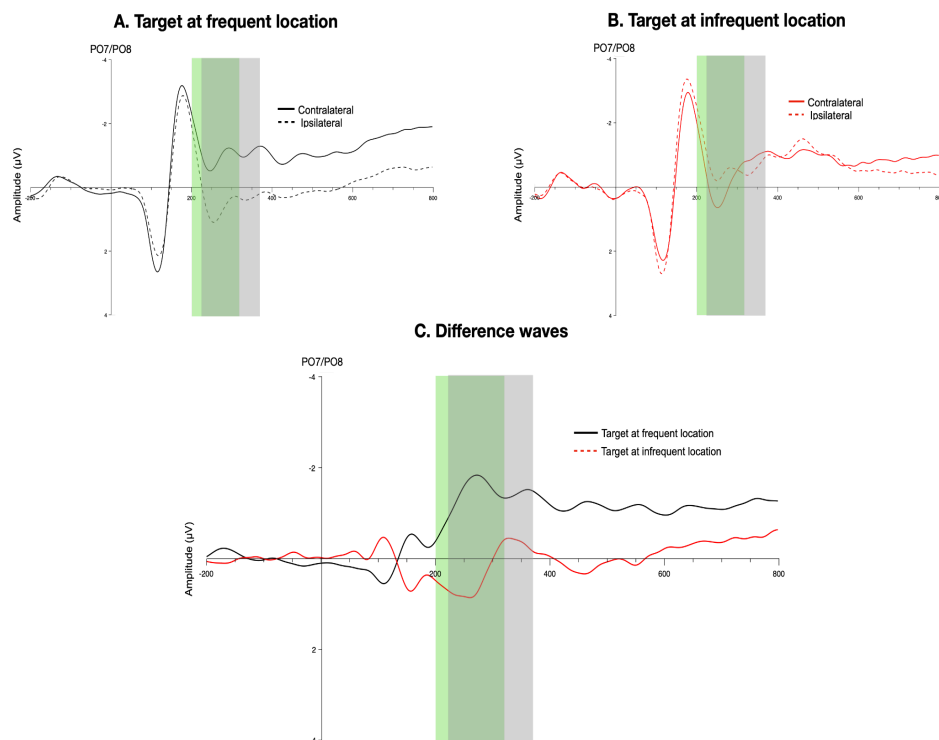 A. Target at frequent location
PO7/PO8
-4
-2
2
4
-200
200
400
600
800
Amplitude (µV)
Contralateral
Ipsilateral
B. Target at infrequent location
PO7/PO8
-4
-2
2
4
-200
200
400
600
800
Amplitude (µV)
Contralateral
Ipsilateral
C. Difference waves
PO7/PO8
-4
-2
2
4
-200
200
400
600
800
Amplitude (µV)
Target at frequent location
Target at infrequent location